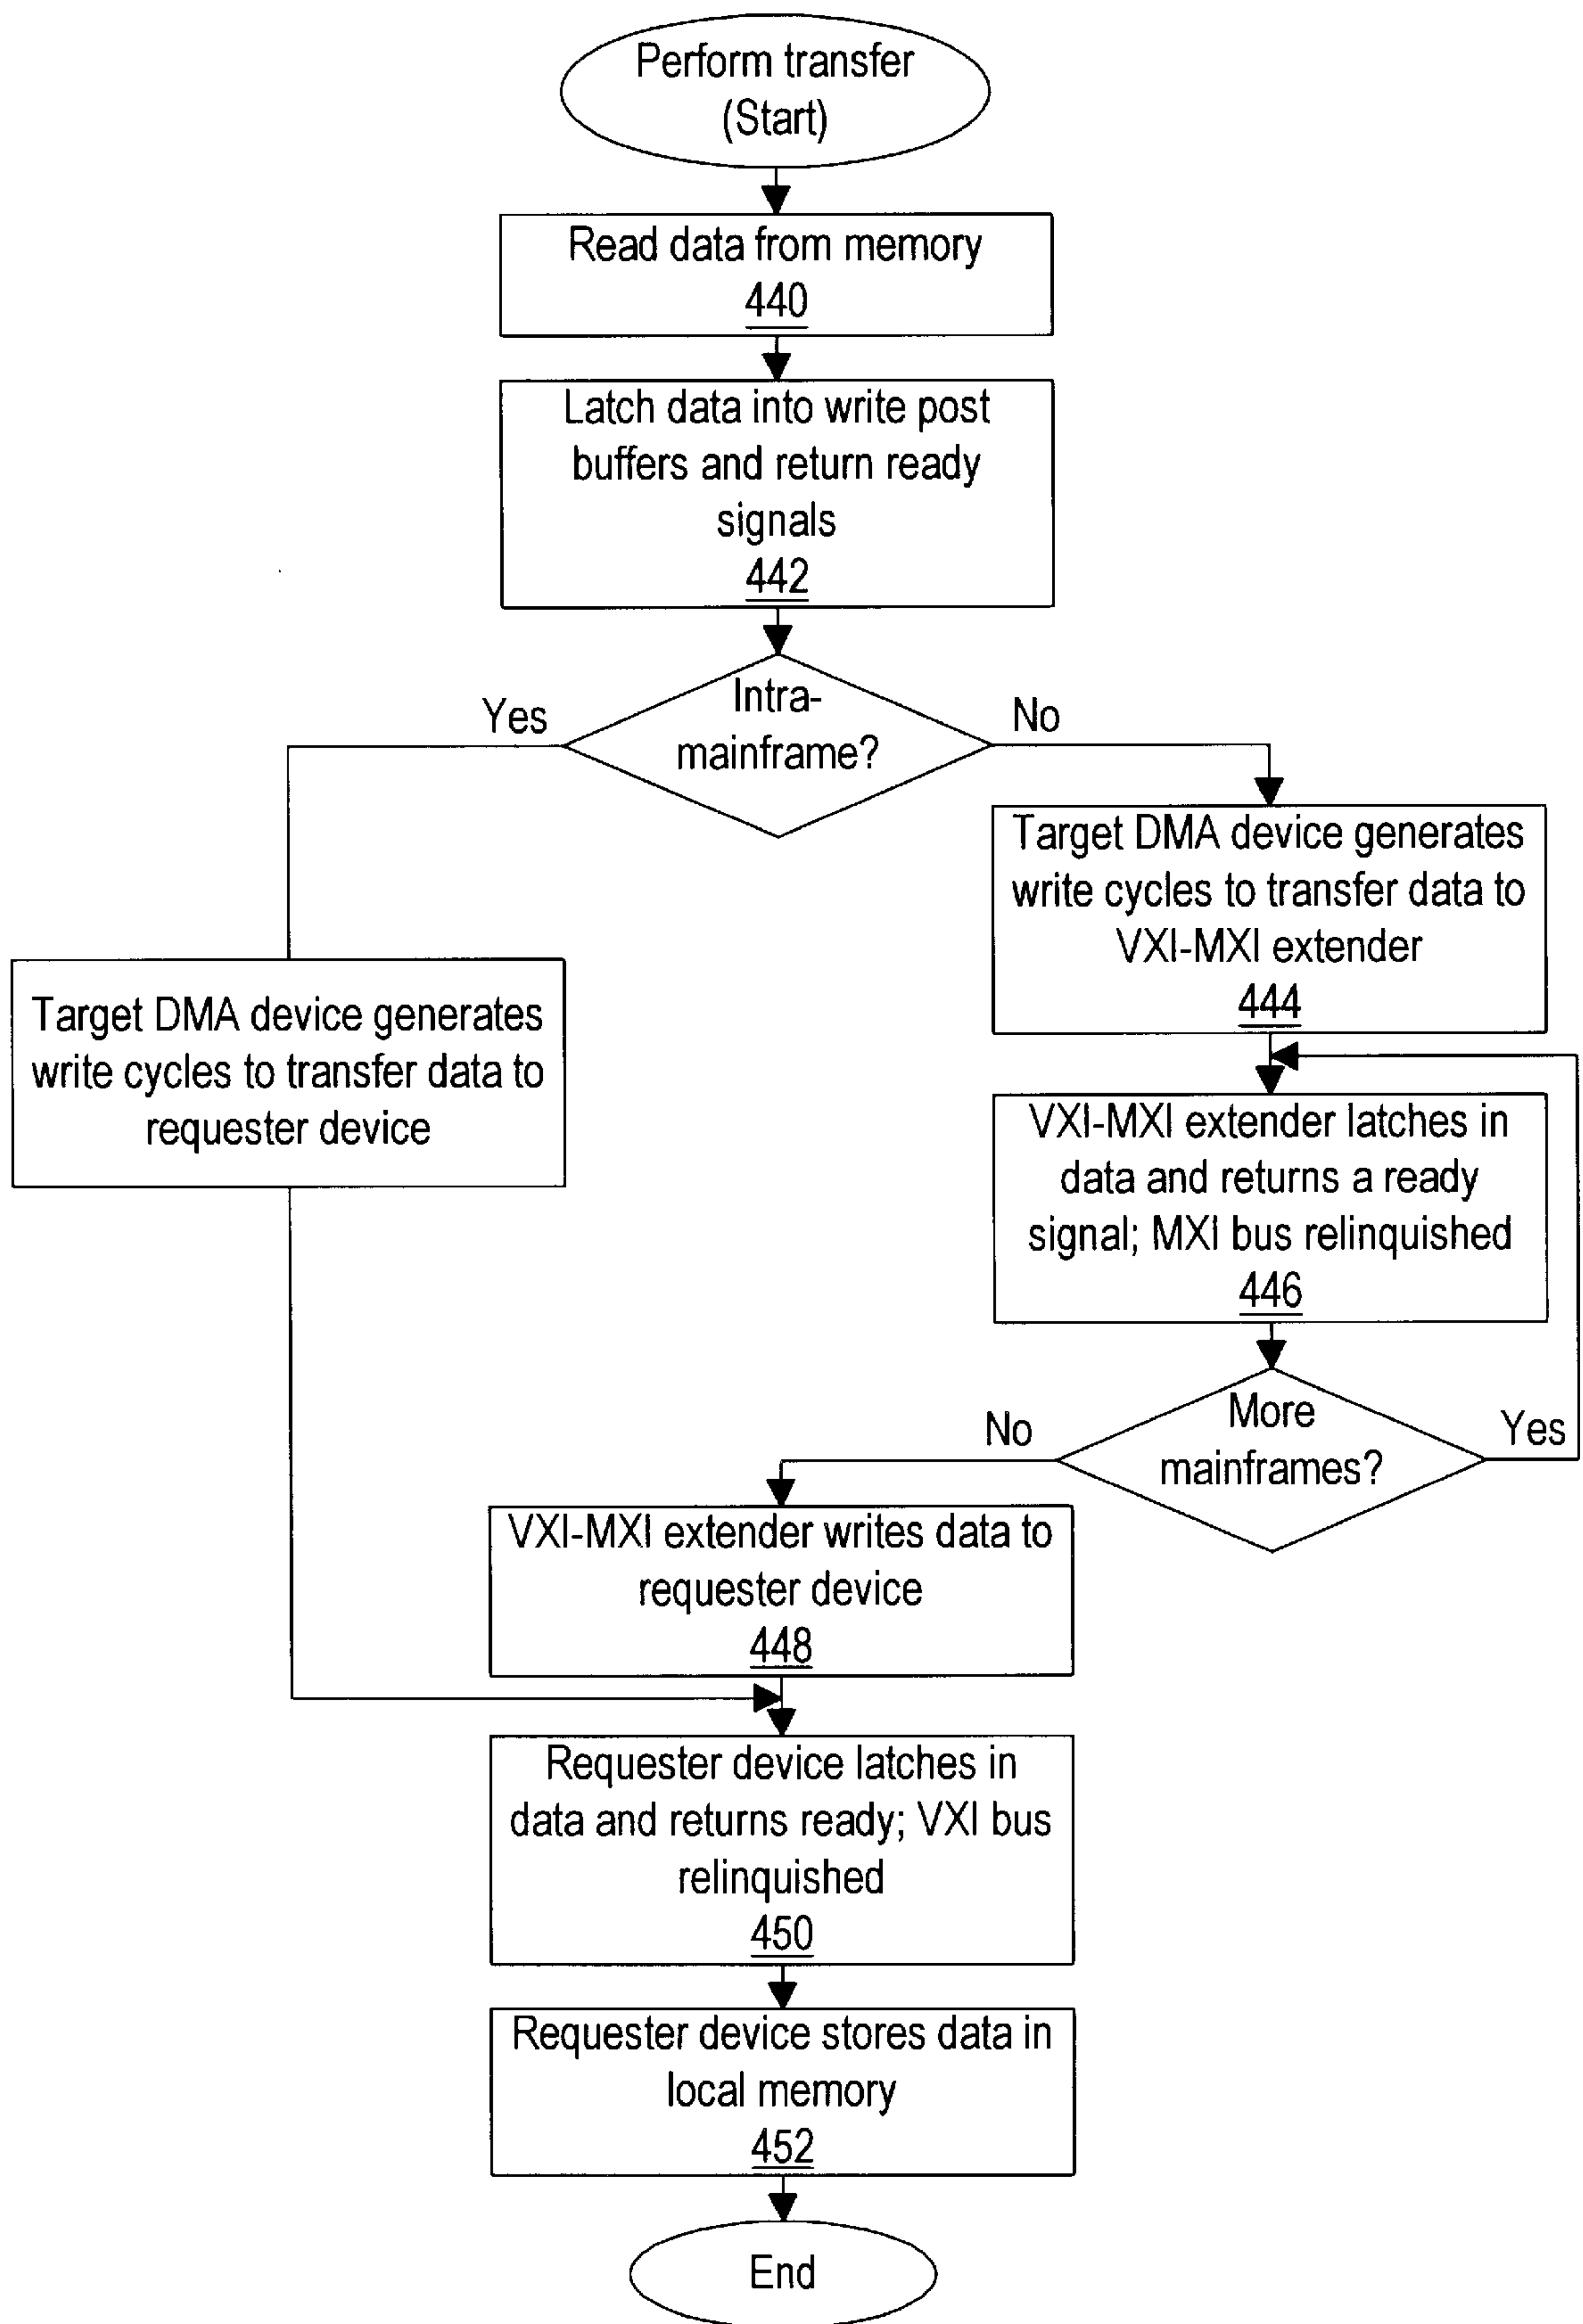 Perform transfer
(Start)
Read data from memory
440
Latch data into write post
buffers and return ready
signals
442
Intra-
mainframe?
Yes
No
Target DMA device generates
write cycles to transfer data to
VXI-MXI extender
444
Target DMA device generates
write cycles to transfer data to
requester device
VXI-MXI extender latches in
data and returns a ready
signal; MXI bus relinquished
446
More
mainframes?
No
Yes
VXI-MXI extender writes data to
requester device
448
Requester device latches in
data and returns ready; VXI bus
relinquished
450
Requester device stores data in
local memory
452
End